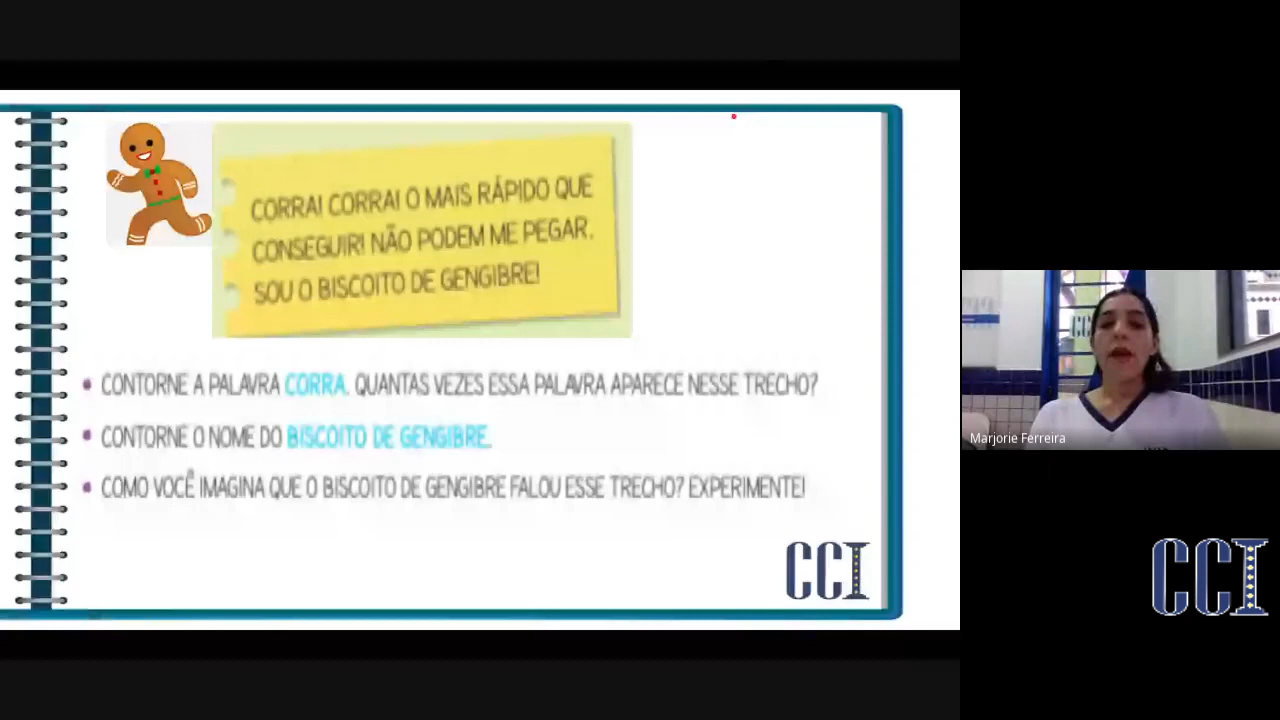 CORRA! CORRA! O MAIS RÁPIDO QUE
CONSEGUIR! NÃO PODEM ME PEGAR.
SOU O BISCOITO DE GENGIBRE!
• CONTORNE A PALAVRA CORRA. QUANTAS VEZES ESSA PALAVRA APARECE NESSE TRECHO?
• CONTORNE O NOME DO BISCOITO DE GENGIBRE.
• COMO VOCÊ IMAGINA QUE O BISCOITO DE GENGIBRE FALOU ESSE TRECHO? EXPERIMENTE!
CCI
CCI
Marjorie Ferreira
CCI